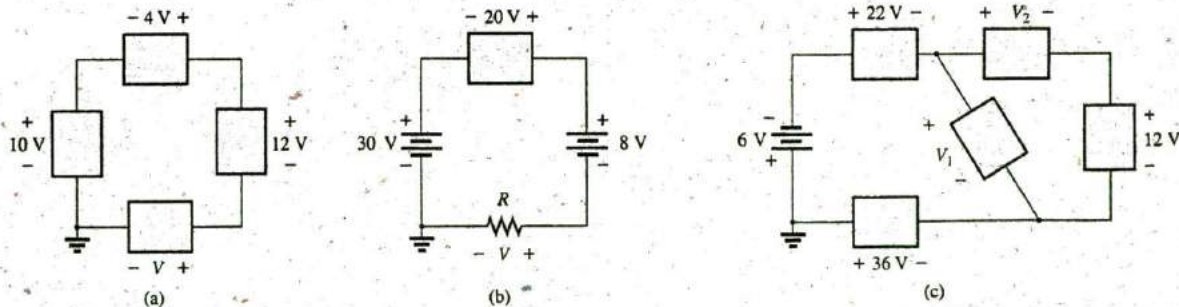 − 4 V +
+
10 V
−
+
12 V
−
− V +
(a)
− 20 V +
+
30 V
−
+
8 V
−
R
− V +
(b)
+ 22 V −
+ V2 −
−
6 V
+
+
V1
−
+
12 V
−
+ 36 V −
(c)